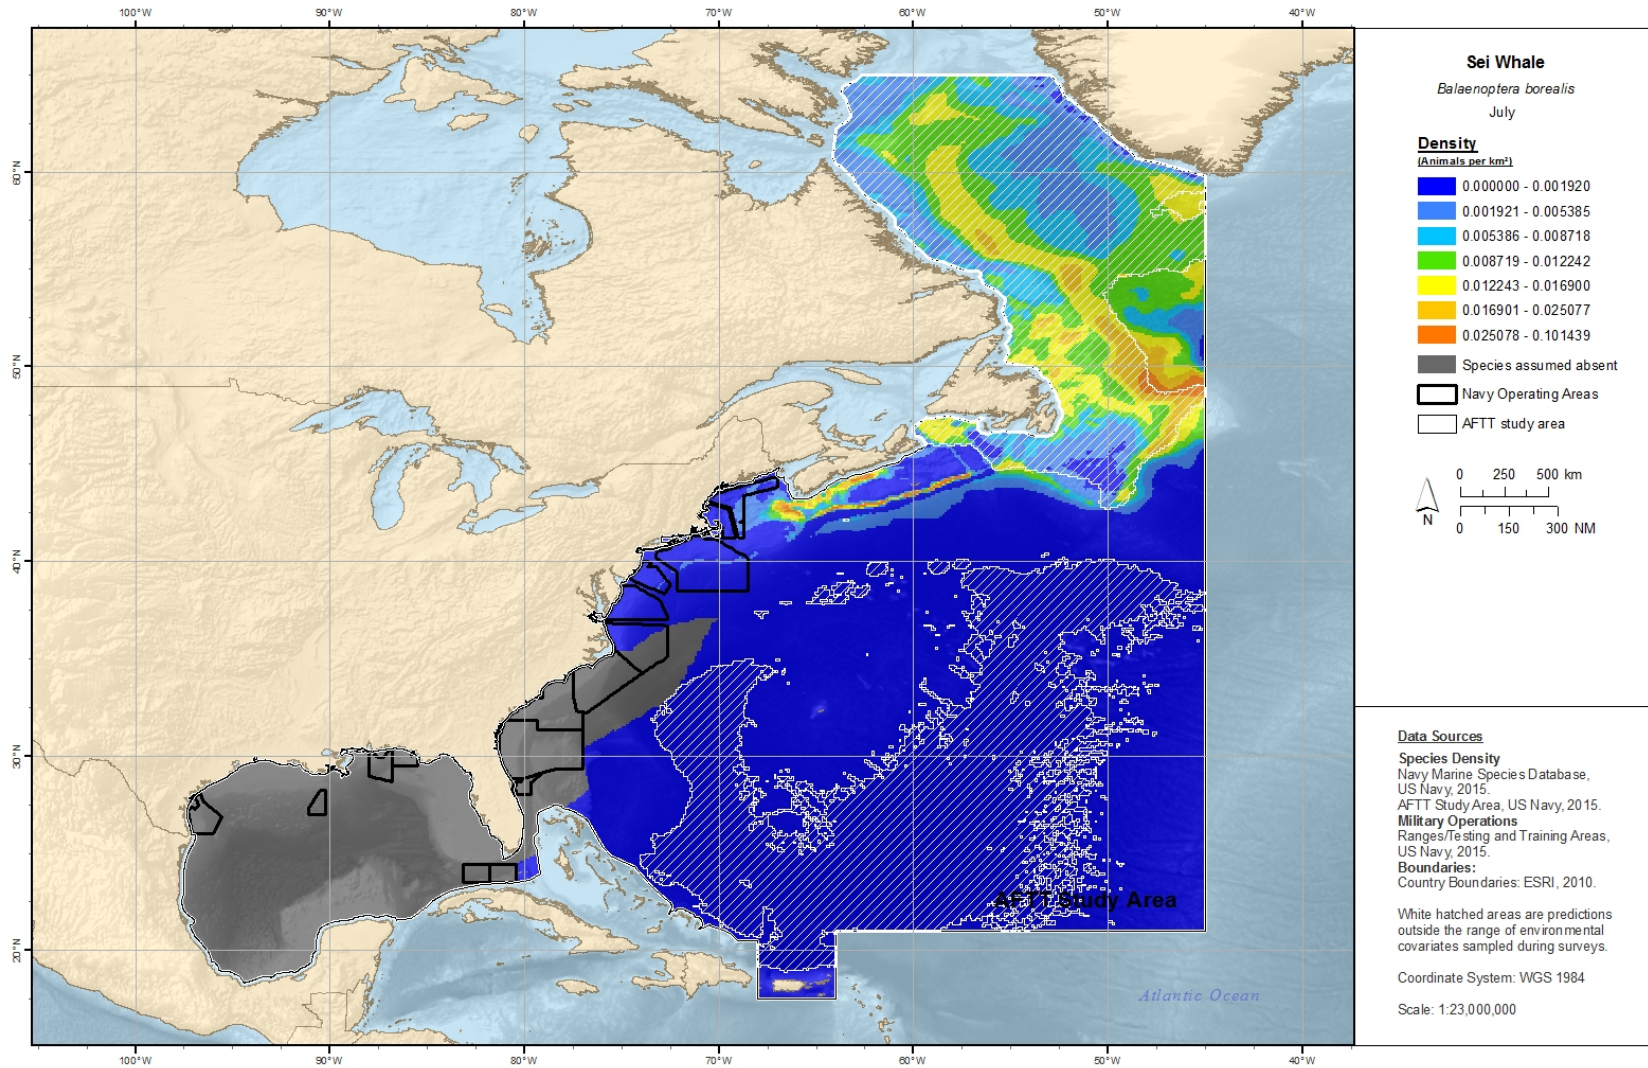 100°W 90°W 80°W 70°W 60°W 50°W 40°W
60°N
50°N
40°N
30°N
20°N
AFTT Study Area
Atlantic Ocean
100°W 90°W 80°W 70°W 60°W 50°W 40°W
Sei Whale
Balaenoptera borealis
July
Density
(Animals per km²)
0.000000 - 0.001920
0.001921 - 0.005385
0.005386 - 0.008718
0.008719 - 0.012242
0.012243 - 0.016900
0.016901 - 0.025077
0.025078 - 0.101439
Species assumed absent
Navy Operating Areas
AFTT study area
N
0 250 500 km
0 150 300 NM
Data Sources
Species Density
Navy Marine Species Database,
US Navy, 2015.
AFTT Study Area, US Navy, 2015.
Military Operations
Ranges/Testing and Training Areas,
US Navy, 2015.
Boundaries:
Country Boundaries: ESRI, 2010.
White hatched areas are predictions
outside the range of environmental
covariates sampled during surveys.
Coordinate System: WGS 1984
Scale: 1:23,000,000